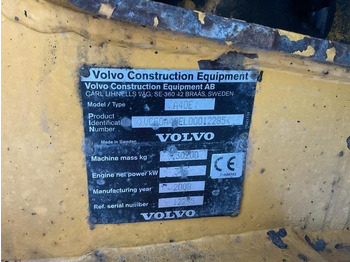 Volvo Construction Equipment
Volvo Construction Equipment AB
CARL LIHNELLS VÄG, SE-360 42 BRAÅS, SWEDEN
Model / Type A40E
Product
Identification
Number
Made in Sweden
VOLVO
Machine mass kg
Engine net power kW
Manufacturing year 2008
Ref. serial number
VOLVO
CE